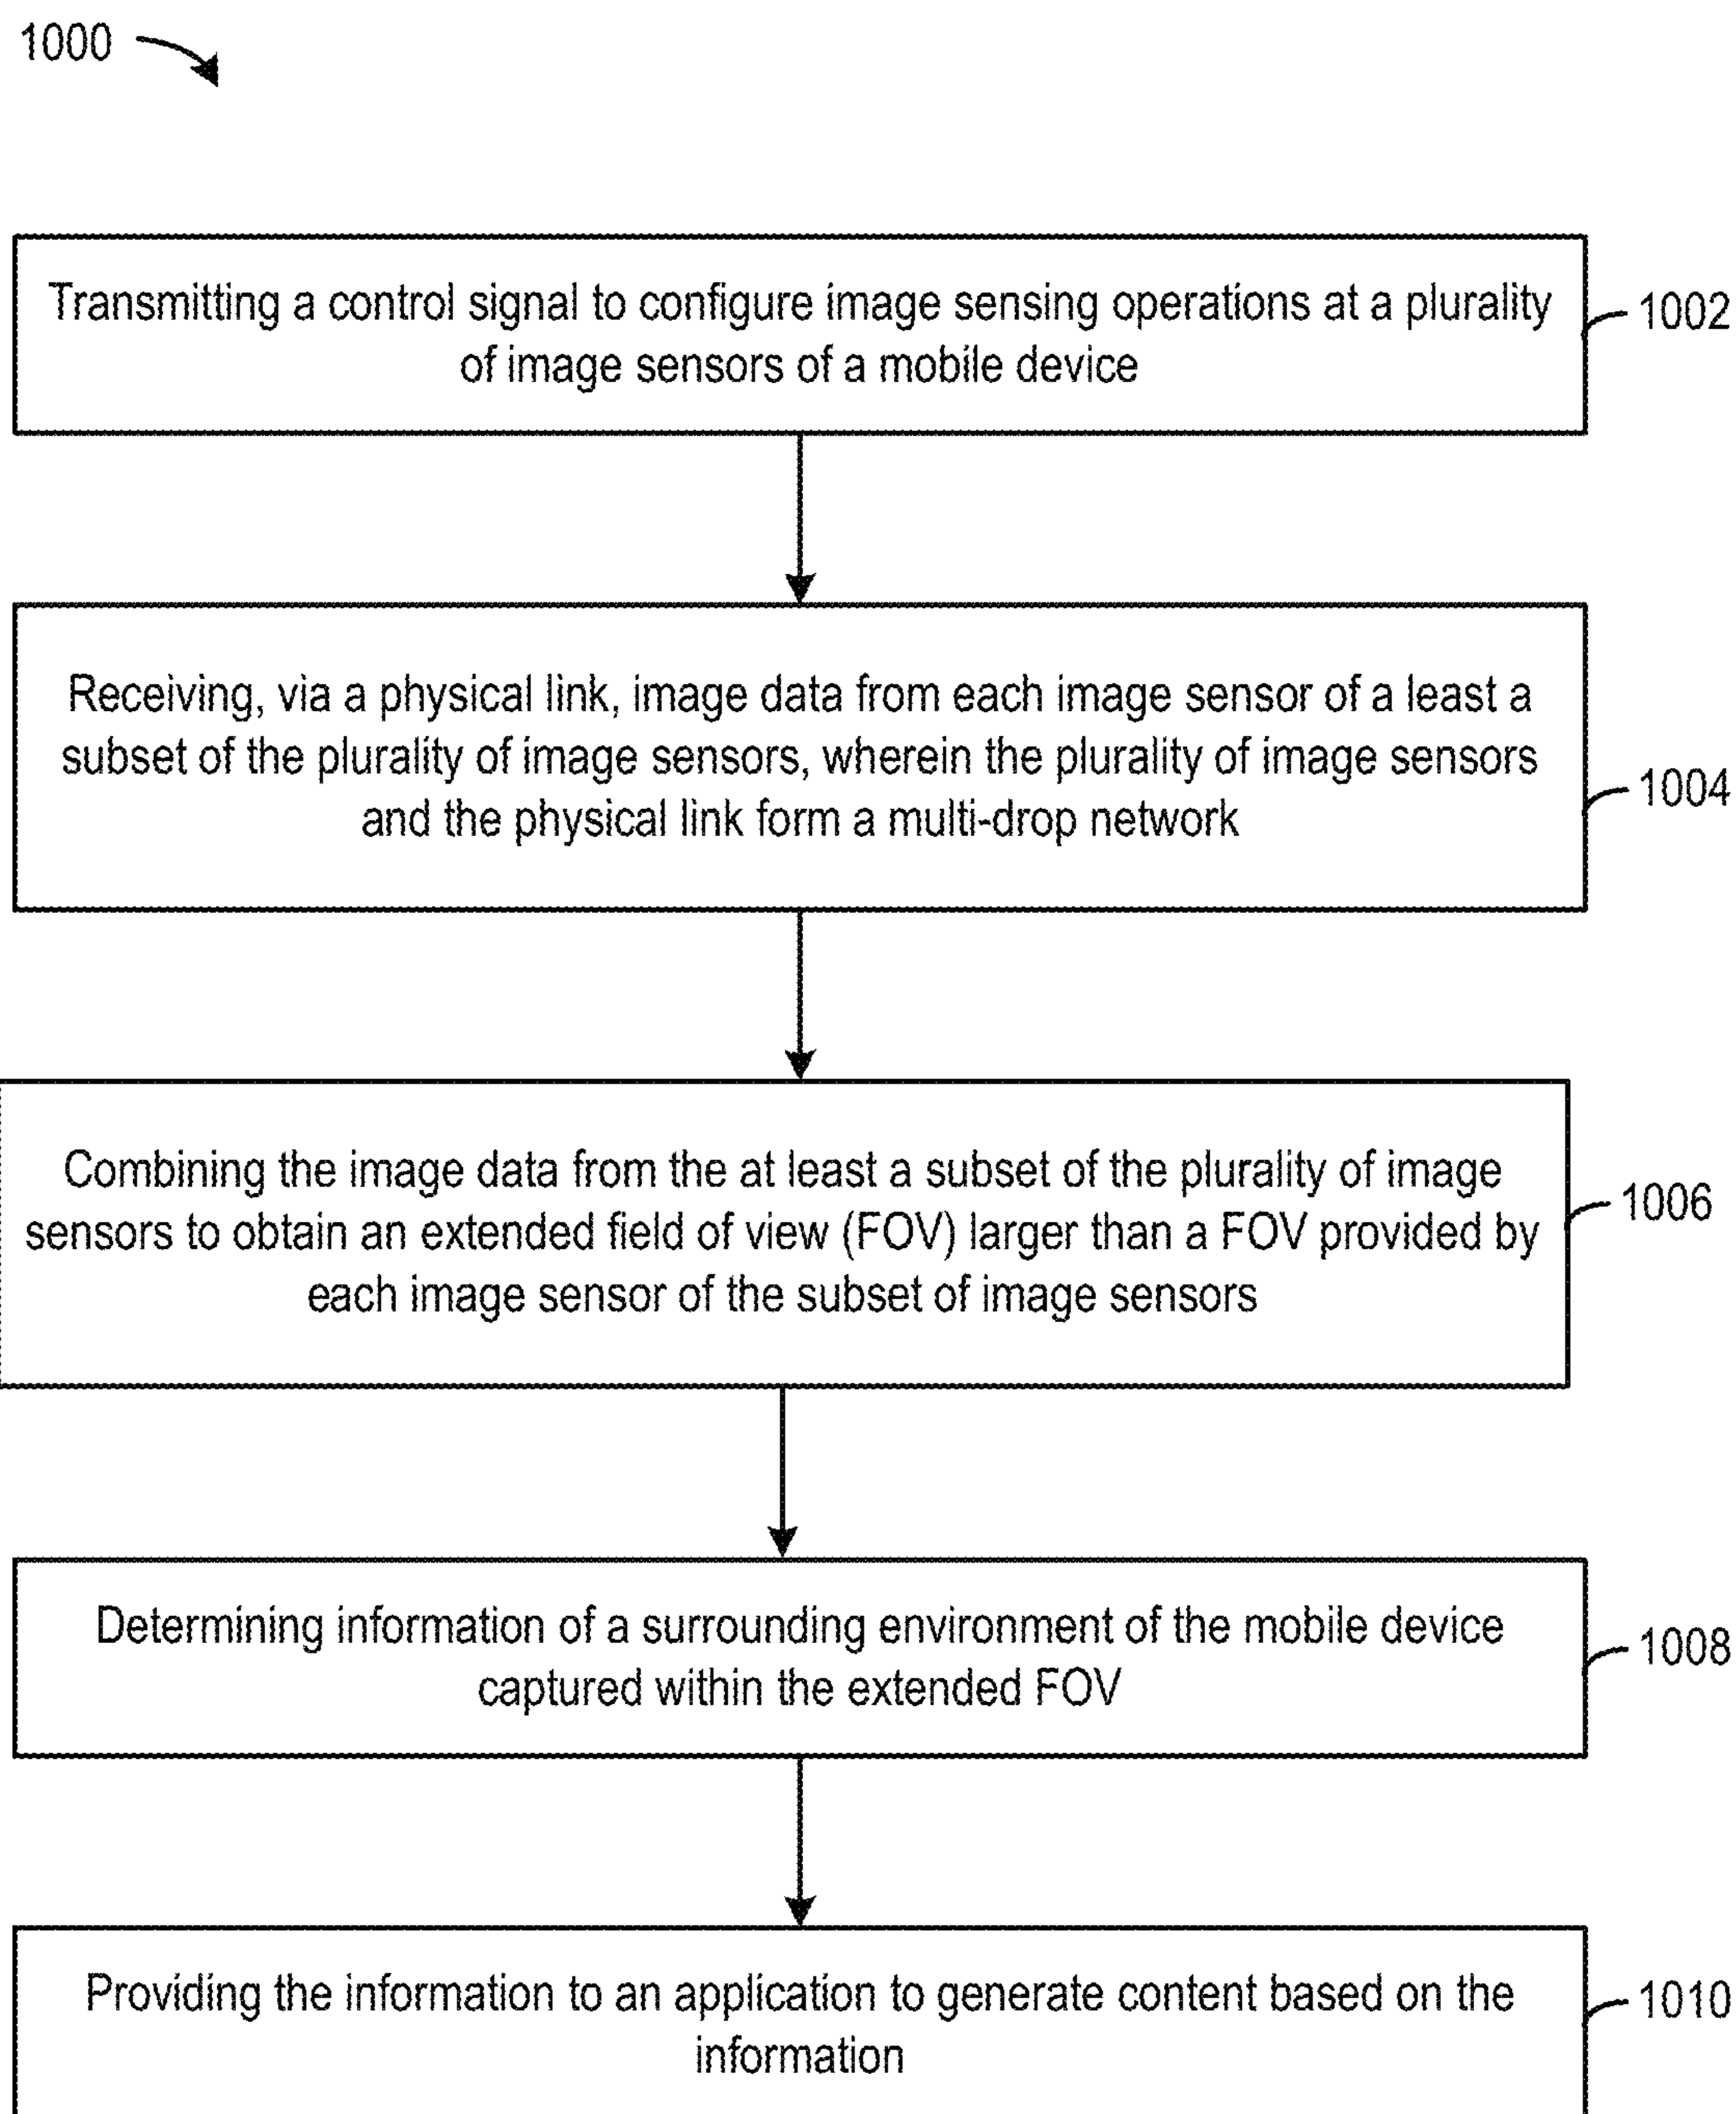 1000
Transmitting a control signal to configure image sensing operations at a plurality
of image sensors of a mobile device
1002
Receiving, via a physical link, image data from each image sensor of a least a
subset of the plurality of image sensors, wherein the plurality of image sensors
and the physical link form a multi-drop network
1004
Combining the image data from the at least a subset of the plurality of image
sensors to obtain an extended field of view (FOV) larger than a FOV provided by
each image sensor of the subset of image sensors
1006
Determining information of a surrounding environment of the mobile device
captured within the extended FOV
1008
Providing the information to an application to generate content based on the
information
1010